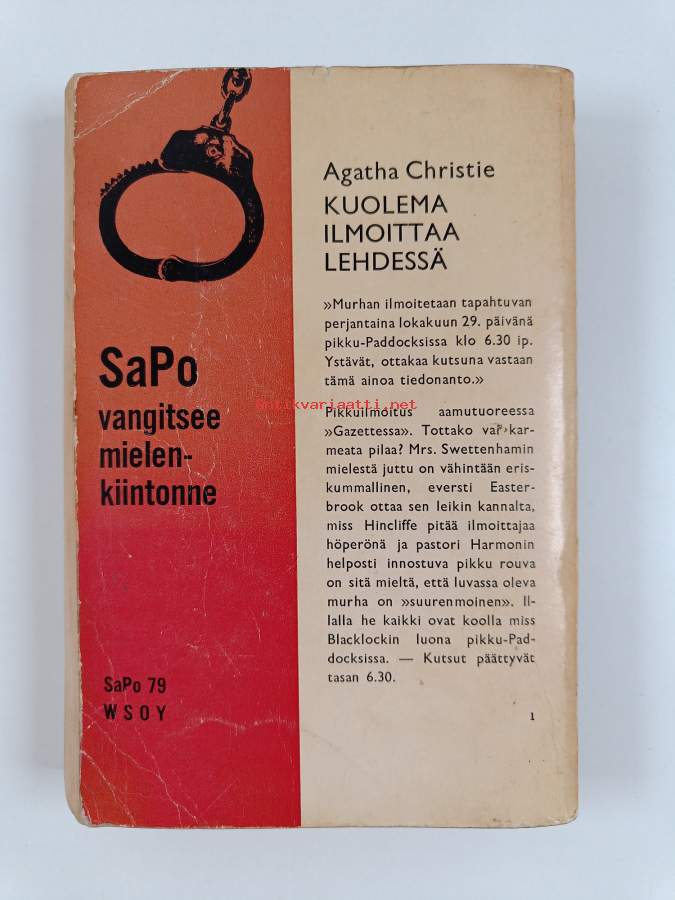 SaPo
vangitsee
mielen-
kiintonne
SaPo 79
WSOY
Agatha Christie
KUOLEMA
ILMOITTAA
LEHDESSÄ
»Murhan ilmoitetaan tapahtuvan
perjantaina lokakuun 29. päivänä
pikku-Paddocksissa klo 6.30 ip.
Ystävät, ottakaa kutsuna vastaan
tämä ainoa tiedonanto.»
antikvariaatti.net
Pikkuilmoitus aamutuoreessa
»Gazettessa». Tottako vai kar-
meata pilaa? Mrs. Swettenhamin
mielestä juttu on vähintään eris-
kummallinen, eversti Easter-
brook ottaa sen leikin kannalta,
miss Hincliffe pitää ilmoittajaa
höperönä ja pastori Harmonin
helposti innostuva pikku rouva
on sitä mieltä, että luvassa oleva
murha on »suurenmoinen». Il-
lalla he kaikki ovat koolla miss
Blacklockin luona pikku-Pad-
docksissa. — Kutsut päättyvät
tasan 6.30.
1